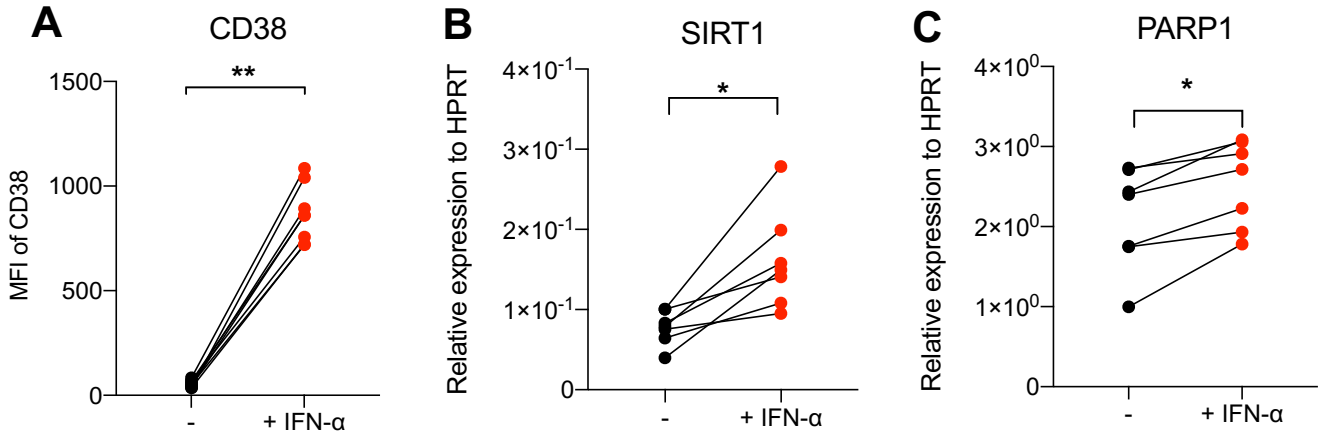 A
CD38
**
MFI of CD38
1500
1000
500
0
-
+ IFN-α
B
SIRT1
*
Relative expression to HPRT
4×10⁻¹
3×10⁻¹
2×10⁻¹
1×10⁻¹
0
-
+ IFN-α
C
PARP1
*
Relative expression to HPRT
4×10⁰
3×10⁰
2×10⁰
1×10⁰
0
-
+ IFN-α